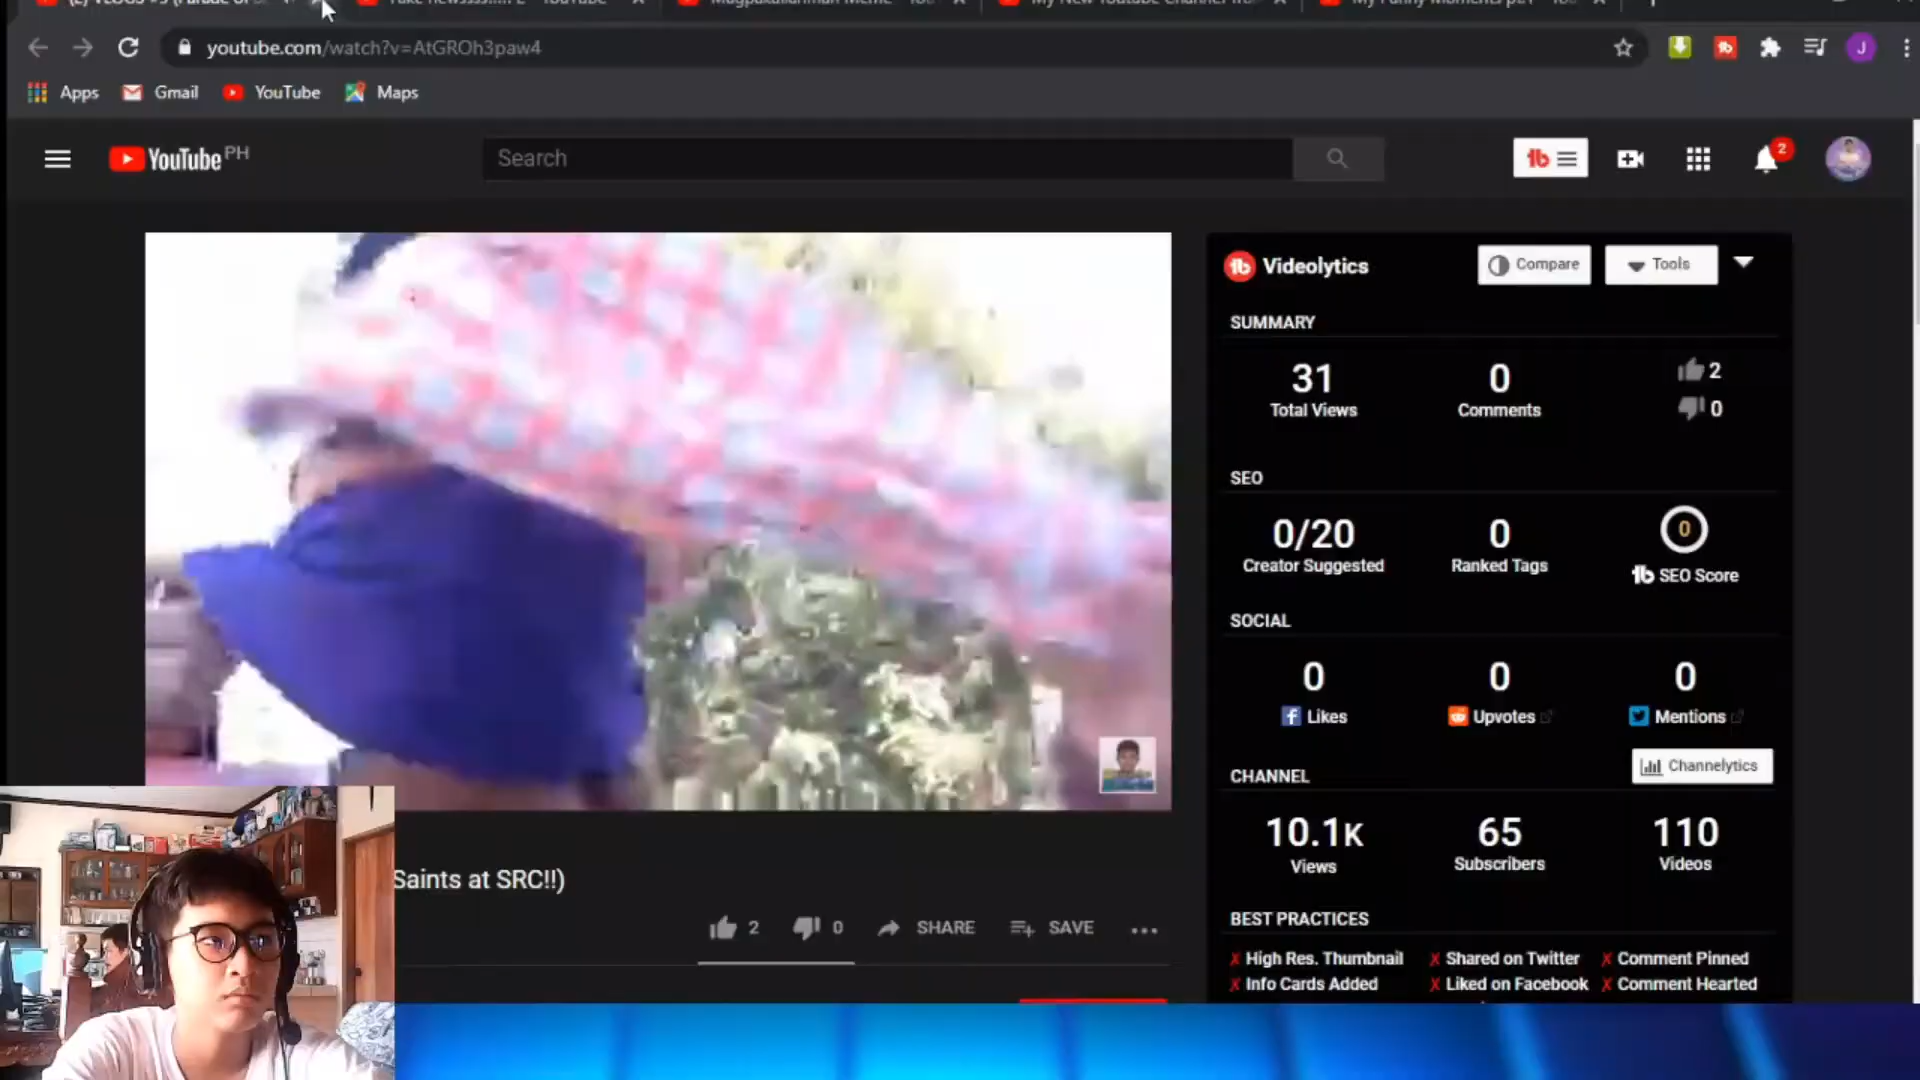 youtube.com/watch?v=AtGROh3paw4
J
Apps Gmail YouTube Maps
YouTube PH
Search
2
Videolytics Compare Tools
SUMMARY
31 0 2
Total Views Comments 0
SEO
0/20 0 0
Creator Suggested Ranked Tags SEO Score
SOCIAL
0 0 0
Likes Upvotes Mentions
CHANNEL Channelytics
10.1K 65 110
Views Subscribers Videos
Saints at SRC!!)
2 0 SHARE SAVE
BEST PRACTICES
High Res. Thumbnail Shared on Twitter Comment Pinned
Info Cards Added Liked on Facebook Comment Hearted